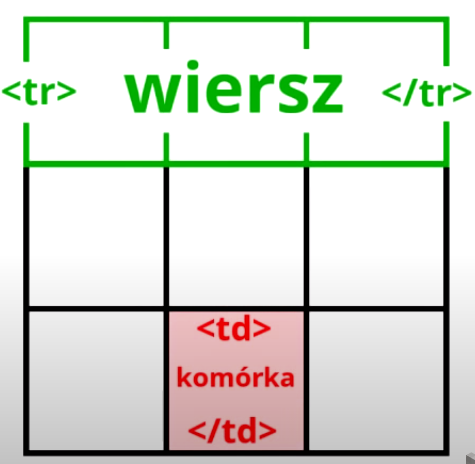 <tr> wiersz </tr>
<td>
komórka
</td>